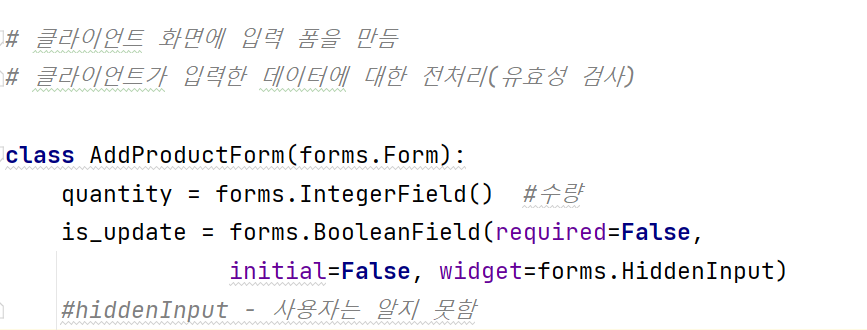 # 클라이언트 화면에 입력 폼을 만듬
# 클라이언트가 입력한 데이터에 대한 전처리(유효성 검사)
class AddProductForm(forms.Form):
quantity = forms.IntegerField()  #수량
is_update = forms.BooleanField(required=False,
initial=False, widget=forms.HiddenInput)
#hiddenInput - 사용자는 알지 못함